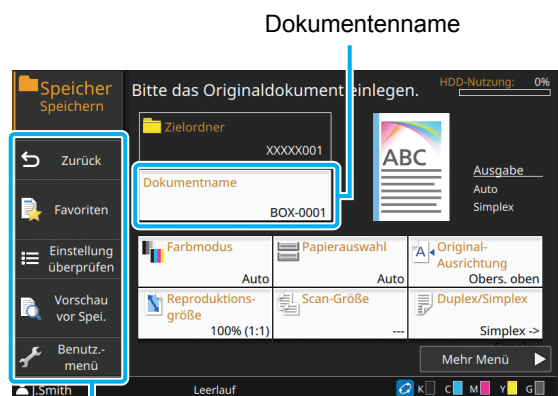 Dokumentenname
Speicher
Speichern
Bitte das Originaldokument einlegen.
HDD-Nutzung: 0%
Zurück
Favoriten
Einstellung
überprüfen
Vorschau
vor Spei.
Benutz.-
menü
Zielordner
XXXXX001
Dokumentname
BOX-0001
ABC
Ausgabe
Auto
Simplex
Farbmodus
Auto
Papierauswahl
Auto
A
Original-
Ausrichtung
Obers. oben
Reproduktions-
größe
100% (1:1)
Scan-Größe
---
Duplex/Simplex
Simplex ->
Mehr Menü
J.Smith
Leerlauf
K C M Y G